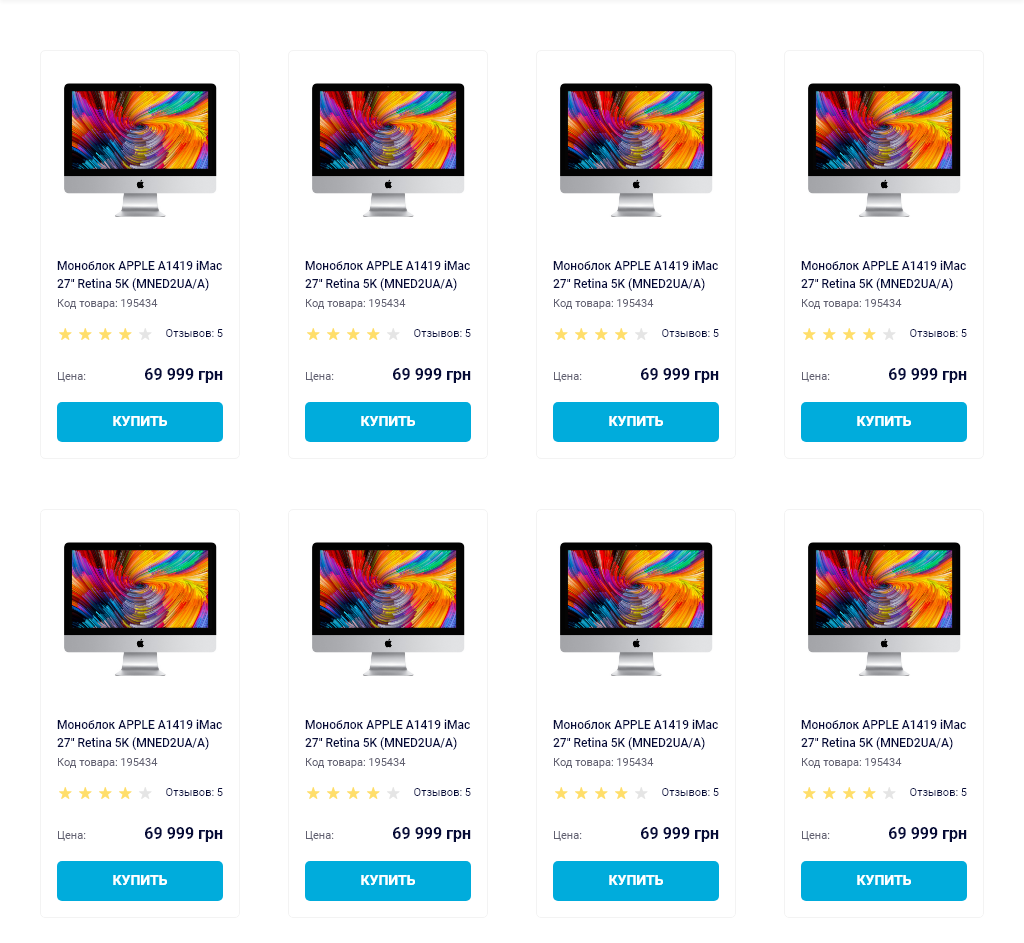 Моноблок APPLE A1419 iMac
27" Retina 5K (MNED2UA/A)
Код товара: 195434
Отзывов: 5
Цена: 69 999 грн
КУПИТЬ
Моноблок APPLE A1419 iMac
27" Retina 5K (MNED2UA/A)
Код товара: 195434
Отзывов: 5
Цена: 69 999 грн
КУПИТЬ
Моноблок APPLE A1419 iMac
27" Retina 5K (MNED2UA/A)
Код товара: 195434
Отзывов: 5
Цена: 69 999 грн
КУПИТЬ
Моноблок APPLE A1419 iMac
27" Retina 5K (MNED2UA/A)
Код товара: 195434
Отзывов: 5
Цена: 69 999 грн
КУПИТЬ
Моноблок APPLE A1419 iMac
27" Retina 5K (MNED2UA/A)
Код товара: 195434
Отзывов: 5
Цена: 69 999 грн
КУПИТЬ
Моноблок APPLE A1419 iMac
27" Retina 5K (MNED2UA/A)
Код товара: 195434
Отзывов: 5
Цена: 69 999 грн
КУПИТЬ
Моноблок APPLE A1419 iMac
27" Retina 5K (MNED2UA/A)
Код товара: 195434
Отзывов: 5
Цена: 69 999 грн
КУПИТЬ
Моноблок APPLE A1419 iMac
27" Retina 5K (MNED2UA/A)
Код товара: 195434
Отзывов: 5
Цена: 69 999 грн
КУПИТЬ